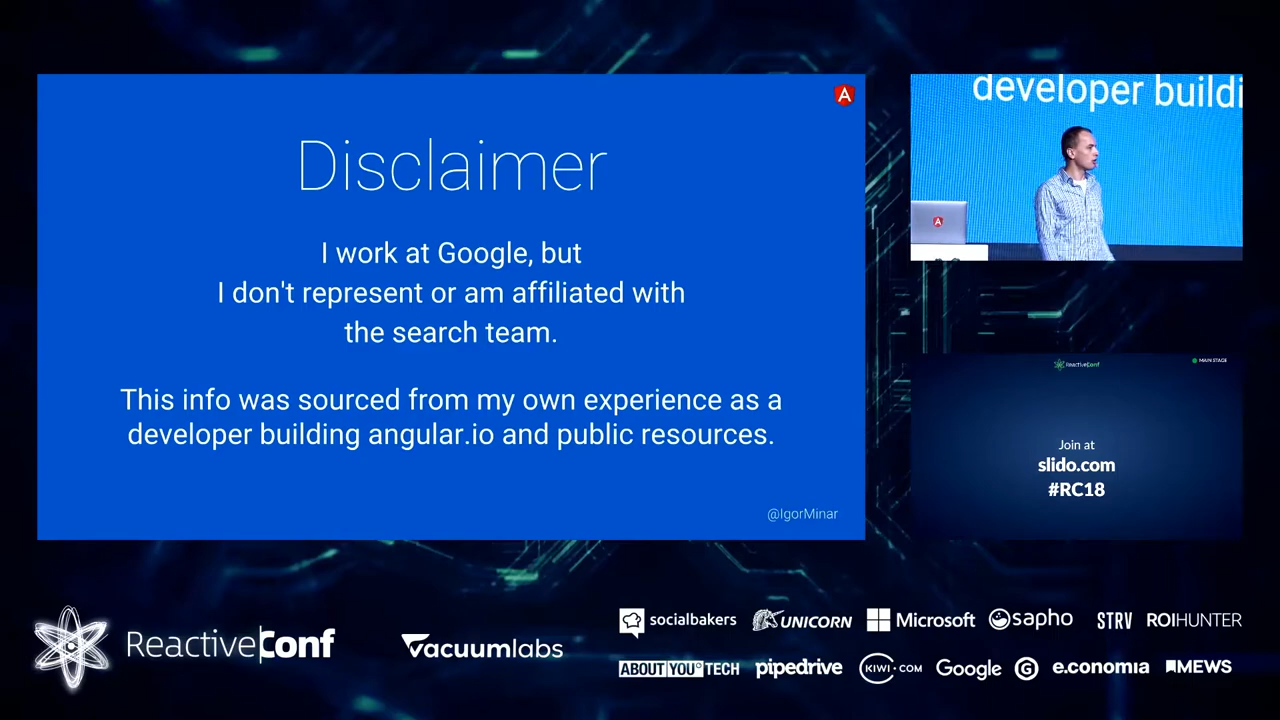 Disclaimer
I work at Google, but
I don't represent or am affiliated with
the search team.
This info was sourced from my own experience as a
developer building angular.io and public resources.
@IgorMinar
developer buildi
ReactiveConf
MAIN STAGE
Join at
slido.com
#RC18
ReactiveConf
vacuumlabs
socialbakers
UNICORN
Microsoft
sapho
STRV
ROIHUNTER
ABOUT YOU TECH
pipedrive
KIWI.COM
Google
G
e.conomia
MEWS